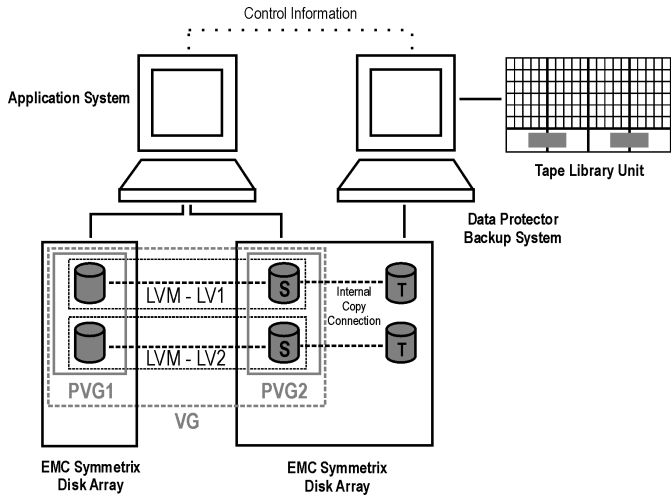 Control Information
Application System
Tape Library Unit
Data Protector
Backup System
S
T
LVM - LV1
Internal
Copy
Connection
S
T
LVM - LV2
PVG1
PVG2
VG
EMC Symmetrix
Disk Array
EMC Symmetrix
Disk Array